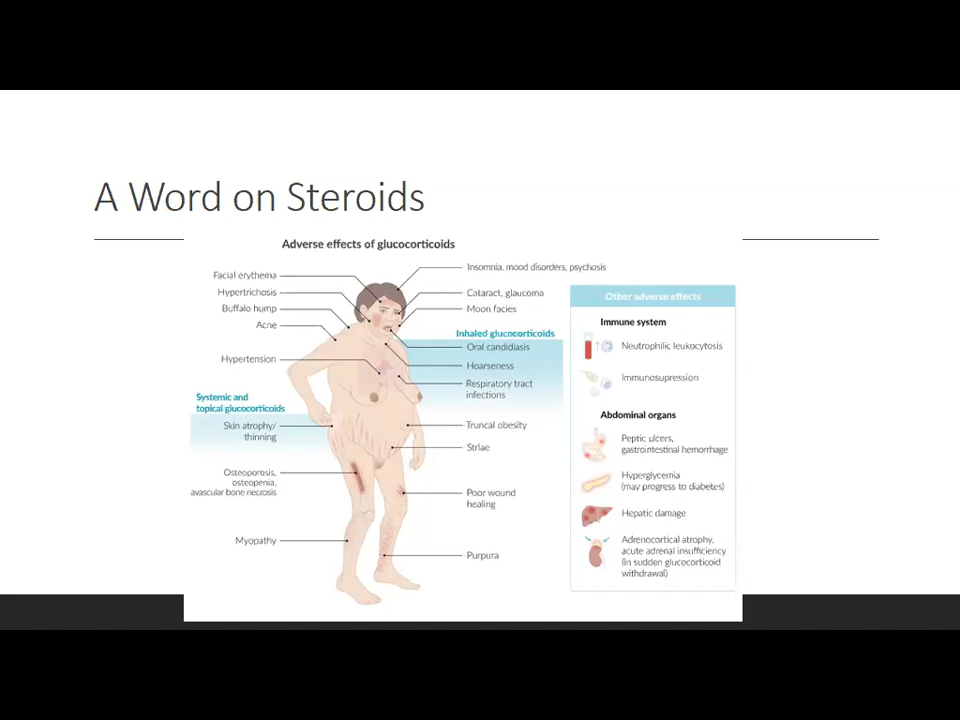 A Word on Steroids
Adverse effects of glucocorticoids
Facial erythema
Hypertrichosis
Buffalo hump
Acne
Hypertension
Systemic and
topical glucocorticoids
Skin atrophy/
thinning
Osteoporosis,
osteopenia,
avascular bone necrosis
Myopathy
Insomnia, mood disorders, psychosis
Cataract, glaucoma
Moon facies
Inhaled glucocorticoids
Oral candidiasis
Hoarseness
Respiratory tract
infections
Truncal obesity
Striae
Poor wound
healing
Purpura
Other adverse effects
Immune system
Neutrophilic leukocytosis
Immunosupression
Abdominal organs
Peptic ulcers,
gastrointestinal hemorrhage
Hyperglycemia
(may progress to diabetes)
Hepatic damage
Adrenocortical atrophy,
acute adrenal insufficiency
(in sudden glucocorticoid
withdrawal)